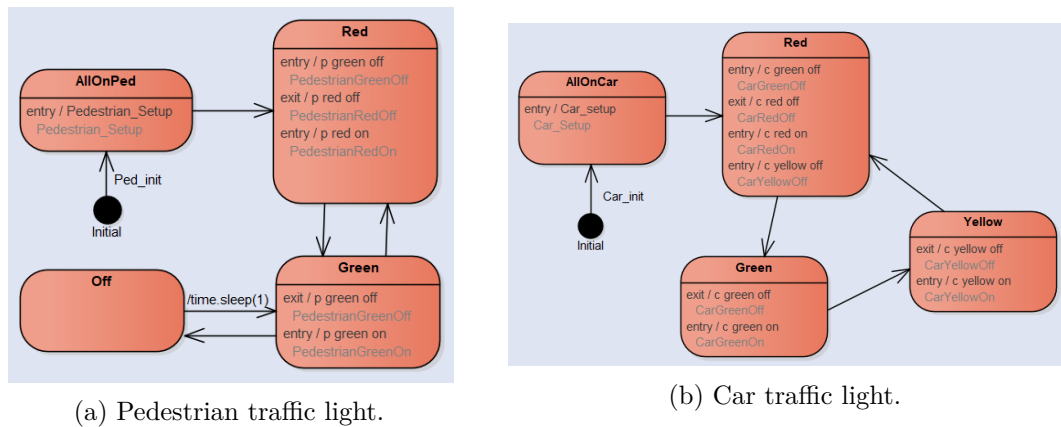 Red
entry / p green off
PedestrianGreenOff
exit / p red off
PedestrianRedOff
entry / p red on
PedestrianRedOn
AllOnPed
entry / Pedestrian_Setup
Pedestrian_Setup
Ped_init
Initial
Off
/time.sleep(1)
Green
exit / p green off
PedestrianGreenOff
entry / p green on
PedestrianGreenOn
(a) Pedestrian traffic light.
Red
entry / c green off
CarGreenOff
exit / c red off
CarRedOff
entry / c red on
CarRedOn
entry / c yellow off
CarYellowOff
AllOnCar
entry / Car_setup
Car_Setup
Car_init
Initial
Yellow
exit / c yellow off
CarYellowOff
entry / c yellow on
CarYellowOn
Green
exit / c green off
CarGreenOff
entry / c green on
CarGreenOn
(b) Car traffic light.